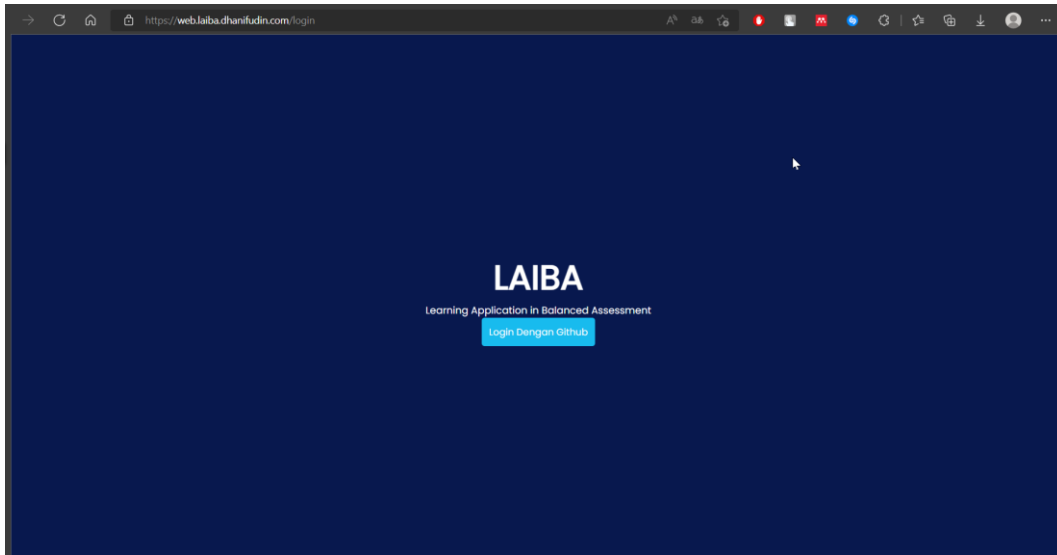 https://web.laiba.dhanifudin.com/login
LAIBA
Learning Application in Balanced Assessment
Login Dengan Github